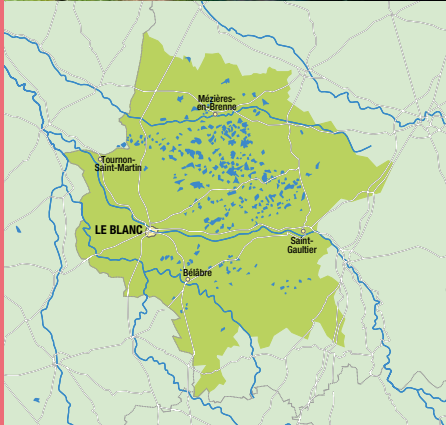 Mézières-
en-Brenne
Tournon-
Saint-Martin
LE BLANC
Saint-
Gaultier
Bélâbre